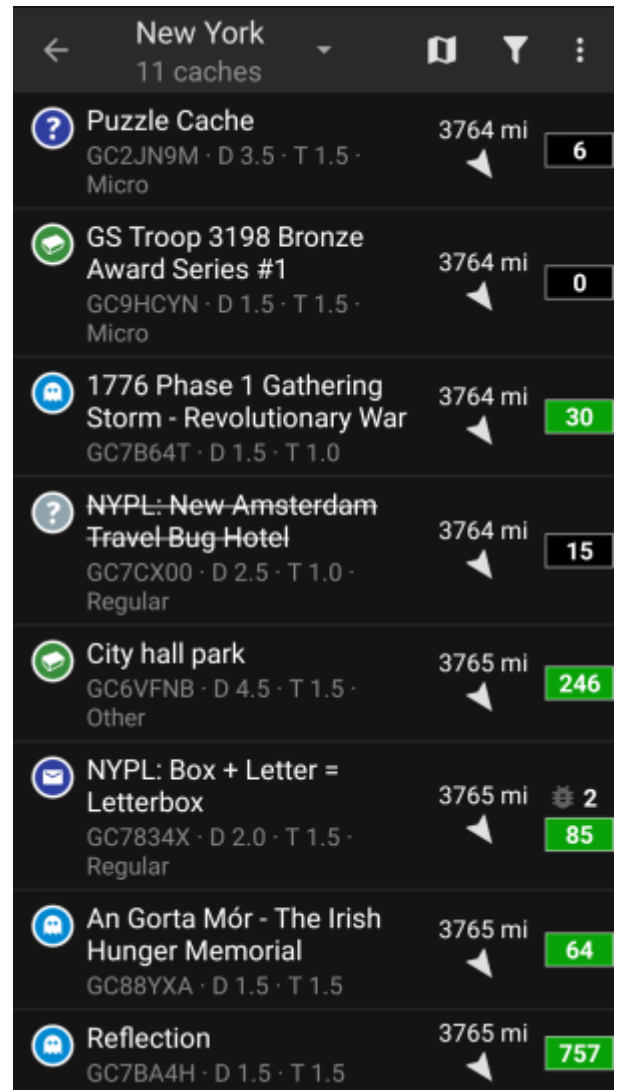 New York
11 caches
Puzzle Cache
GC2JN9M · D 3.5 · T 1.5 ·
Micro
3764 mi
6
GS Troop 3198 Bronze
Award Series #1
GC9HCYN · D 1.5 · T 1.5 ·
Micro
3764 mi
0
1776 Phase 1 Gathering
Storm - Revolutionary War
GC7B64T · D 1.5 · T 1.0
3764 mi
30
NYPL: New Amsterdam
Travel Bug Hotel
GC7CX00 · D 2.5 · T 1.0 ·
Regular
3764 mi
15
City hall park
GC6VFNB · D 4.5 · T 1.5 ·
Other
3765 mi
246
NYPL: Box + Letter =
Letterbox
GC7834X · D 2.0 · T 1.5 ·
Regular
3765 mi
2
85
An Gorta Mór - The Irish
Hunger Memorial
GC88YXA · D 1.5 · T 1.5
3765 mi
64
Reflection
GC7BA4H · D 1.5 · T 1.5
3765 mi
757